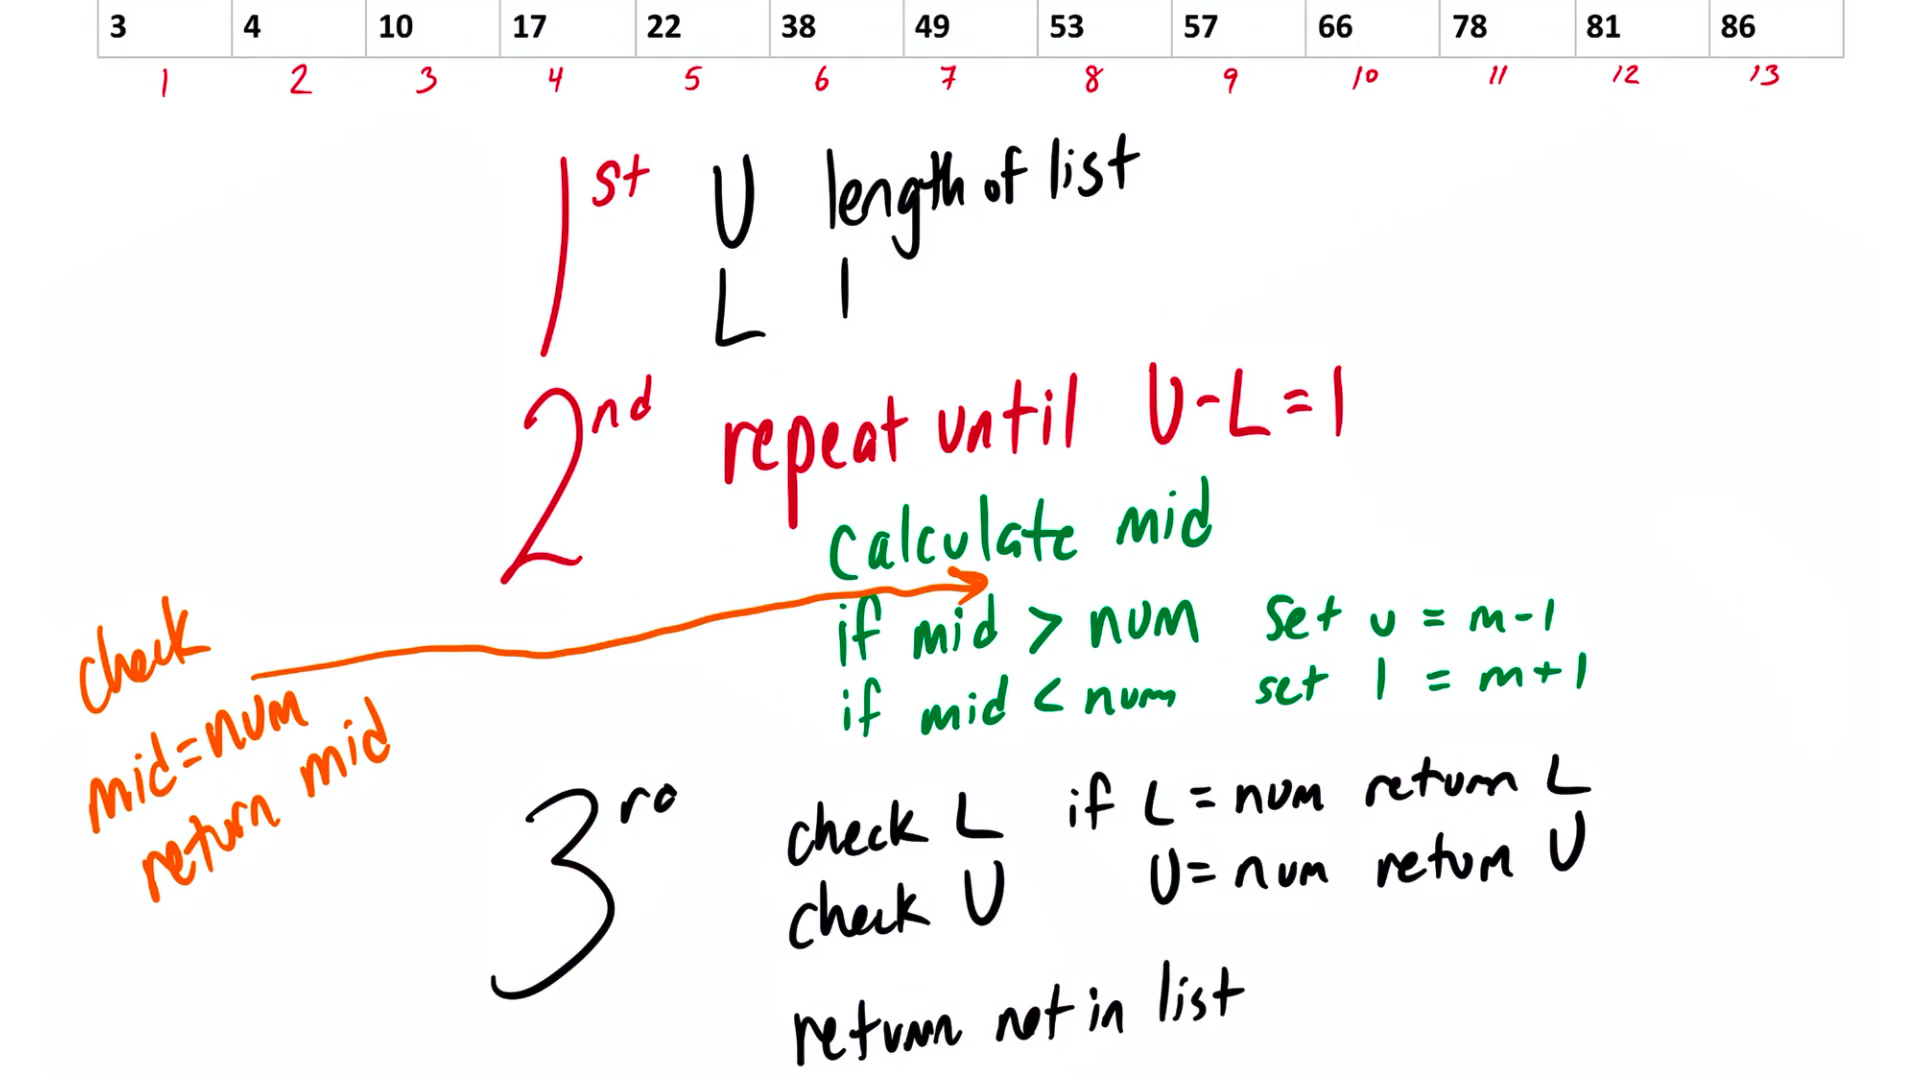 3 4 10 17 22 38 49 53 57 66 78 81 86
1 2 3 4 5 6 7 8 9 10 11 12 13
1st U length of list
L 1
2nd repeat until U-L=1
calculate mid
if mid > num set u = m-1
if mid < num set l = m+1
check
mid=num
return mid
3rd check L if L = num return L
check U U= num return U
return not in list